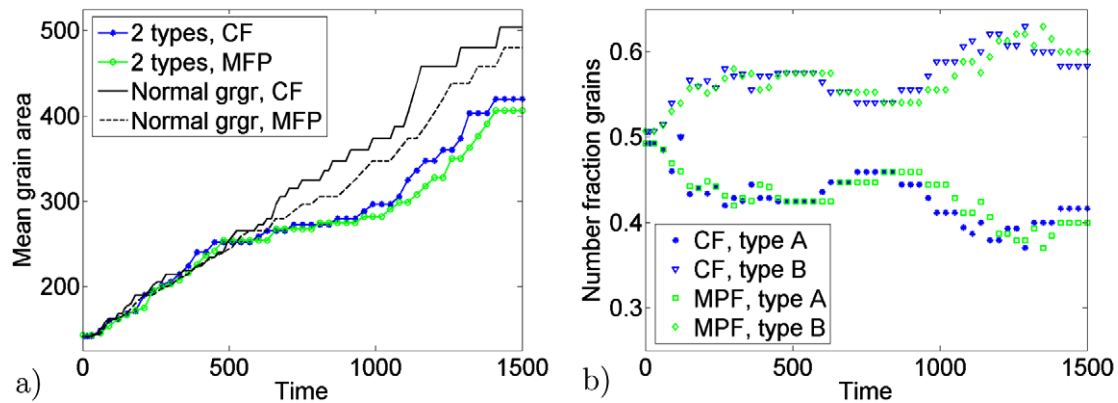 500
400
300
200
Mean grain area
2 types, CF
2 types, MFP
Normal grgr, CF
Normal grgr, MFP
0
500
1000
1500
Time
a)
0.6
0.5
0.4
0.3
Number fraction grains
CF, type A
CF, type B
MPF, type A
MPF, type B
0
500
1000
1500
Time
b)